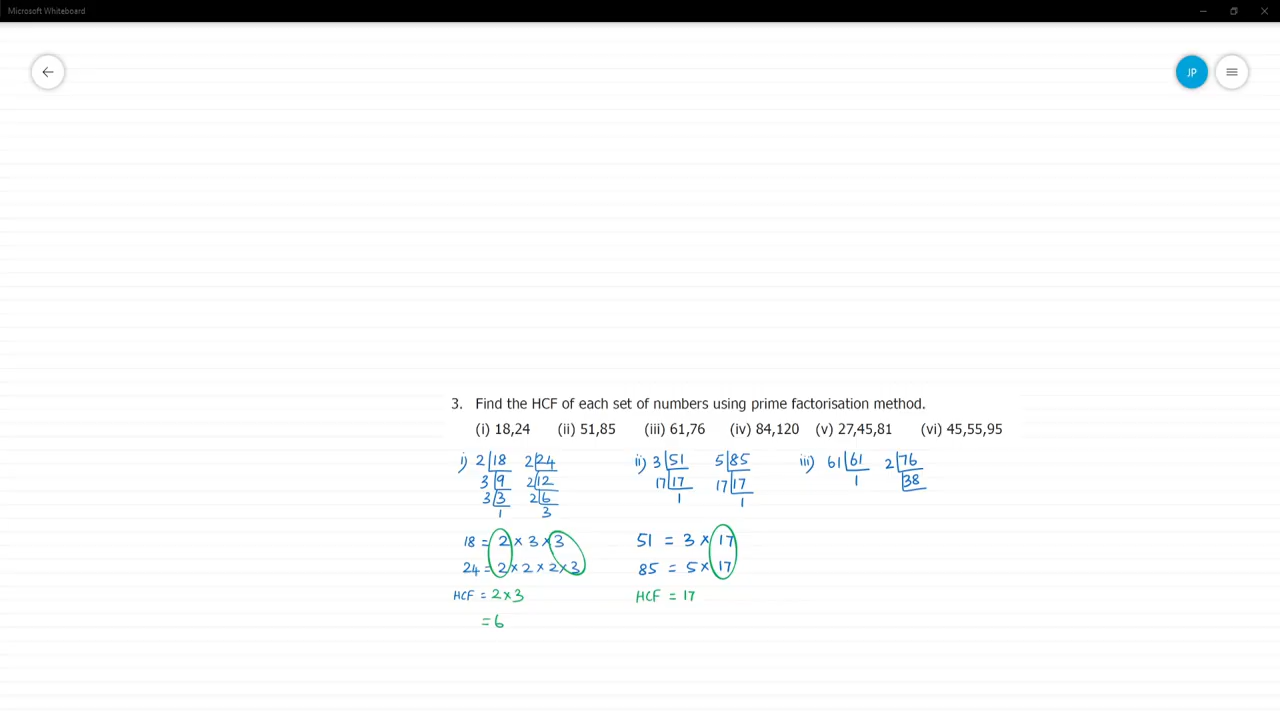 Microsoft Whiteboard
JP
3. Find the HCF of each set of numbers using prime factorisation method.
(i) 18,24 (ii) 51,85 (iii) 61,76 (iv) 84,120 (v) 27,45,81 (vi) 45,55,95
i) 2 18 2 24
3 9 2 12
3 3 2 6
1 3
18 = 2 × 3 × 3
24 = 2 × 2 × 2 × 3
HCF = 2 × 3
= 6
ii) 3 51 5 85
17 17 17 17
1 1
51 = 3 × 17
85 = 5 × 17
HCF = 17
iii) 61 61 2 76
1 38